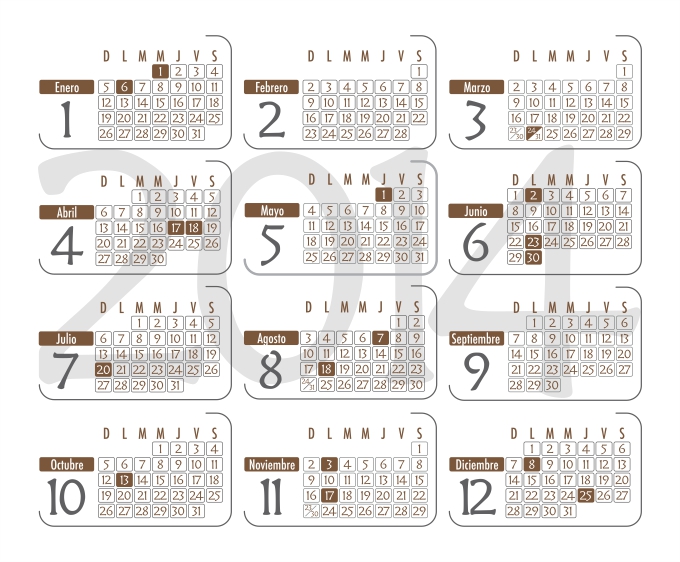 2014
Enero
1
D L M M J V S
1 2 3 4
5 6 7 8 9 10 11
12 13 14 15 16 17 18
19 20 21 22 23 24 25
26 27 28 29 30 31
Febrero
2
D L M M J V S
1
2 3 4 5 6 7 8
9 10 11 12 13 14 15
16 17 18 19 20 21 22
23 24 25 26 27 28
Marzo
3
D L M M J V S
1
2 3 4 5 6 7 8
9 10 11 12 13 14 15
16 17 18 19 20 21 22
23/30 24/31 25 26 27 28 29
Abril
4
D L M M J V S
1 2 3 4 5
6 7 8 9 10 11 12
13 14 15 16 17 18 19
20 21 22 23 24 25 26
27 28 29 30
Mayo
5
D L M M J V S
1 2 3
4 5 6 7 8 9 10
11 12 13 14 15 16 17
18 19 20 21 22 23 24
25 26 27 28 29 30 31
Junio
6
D L M M J V S
1 2 3 4 5 6 7
8 9 10 11 12 13 14
15 16 17 18 19 20 21
22 23 24 25 26 27 28
29 30
Julio
7
D L M M J V S
1 2 3 4 5
6 7 8 9 10 11 12
13 14 15 16 17 18 19
20 21 22 23 24 25 26
27 28 29 30 31
Agosto
8
D L M M J V S
1 2
3 4 5 6 7 8 9
10 11 12 13 14 15 16
17 18 19 20 21 22 23
24/31 25 26 27 28 29 30
Septiembre
9
D L M M J V S
1 2 3 4 5 6
7 8 9 10 11 12 13
14 15 16 17 18 19 20
21 22 23 24 25 26 27
28 29 30
Octubre
10
D L M M J V S
1 2 3 4
5 6 7 8 9 10 11
12 13 14 15 16 17 18
19 20 21 22 23 24 25
26 27 28 29 30 31
Noviembre
11
D L M M J V S
1
2 3 4 5 6 7 8
9 10 11 12 13 14 15
16 17 18 19 20 21 22
23/30 24 25 26 27 28 29
Diciembre
12
D L M M J V S
1 2 3 4 5 6
7 8 9 10 11 12 13
14 15 16 17 18 19 20
21 22 23 24 25 26 27
28 29 30 31